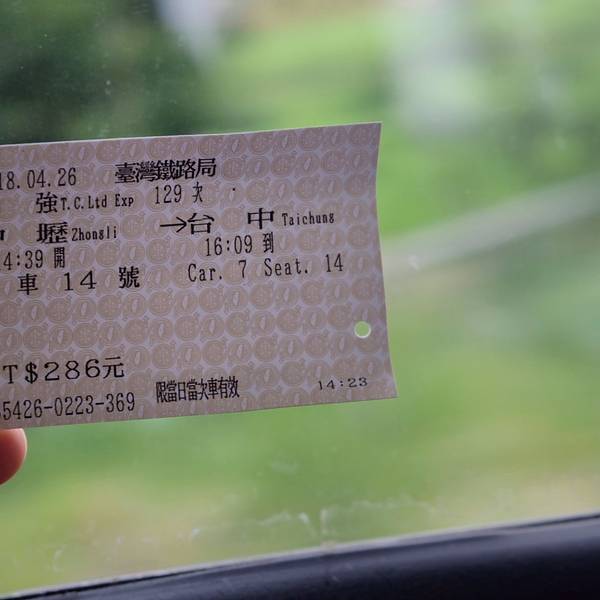 18.04.26 臺灣鐵路局
強 T.C.Ltd Exp 129 次
中 壢 Zhongli →台 中 Taichung
14:39 開 16:09 到
車 14 號 Car. 7 Seat. 14
T$286元
5426-0223-369 限當日當次車有效 14:23